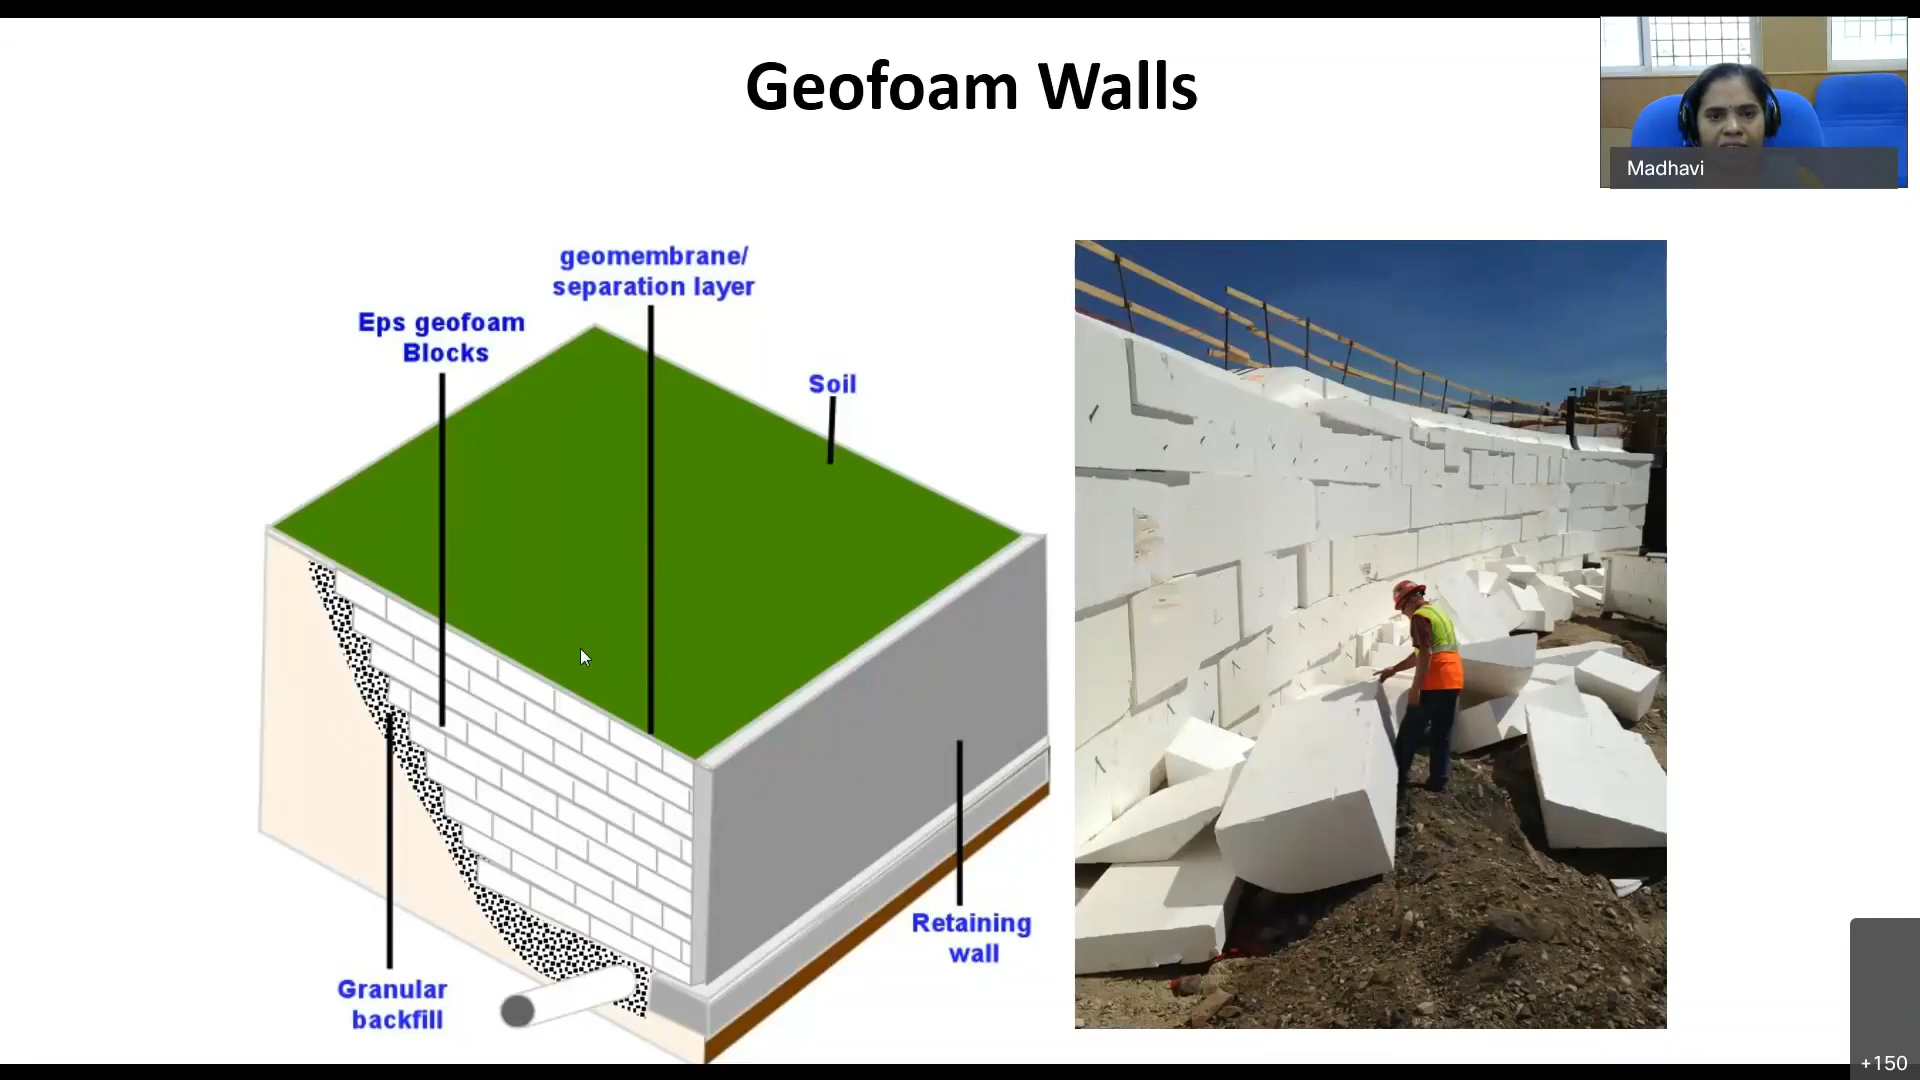 Geofoam Walls
Madhavi
geomembrane/
separation layer
Eps geofoam
Blocks
Soil
Retaining
wall
Granular
backfill
+150